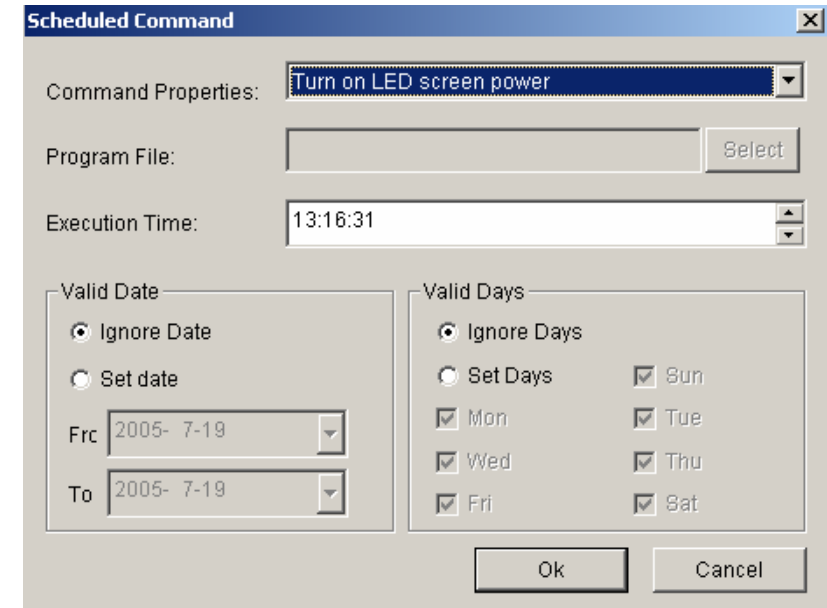 Scheduled Command
Command Properties: Turn on LED screen power
Program File: Select
Execution Time: 13:16:31
Valid Date
Ignore Date
Set date
Frc 2005- 7-19
To 2005- 7-19
Valid Days
Ignore Days
Set Days Sun
Mon Tue
Wed Thu
Fri Sat
Ok Cancel